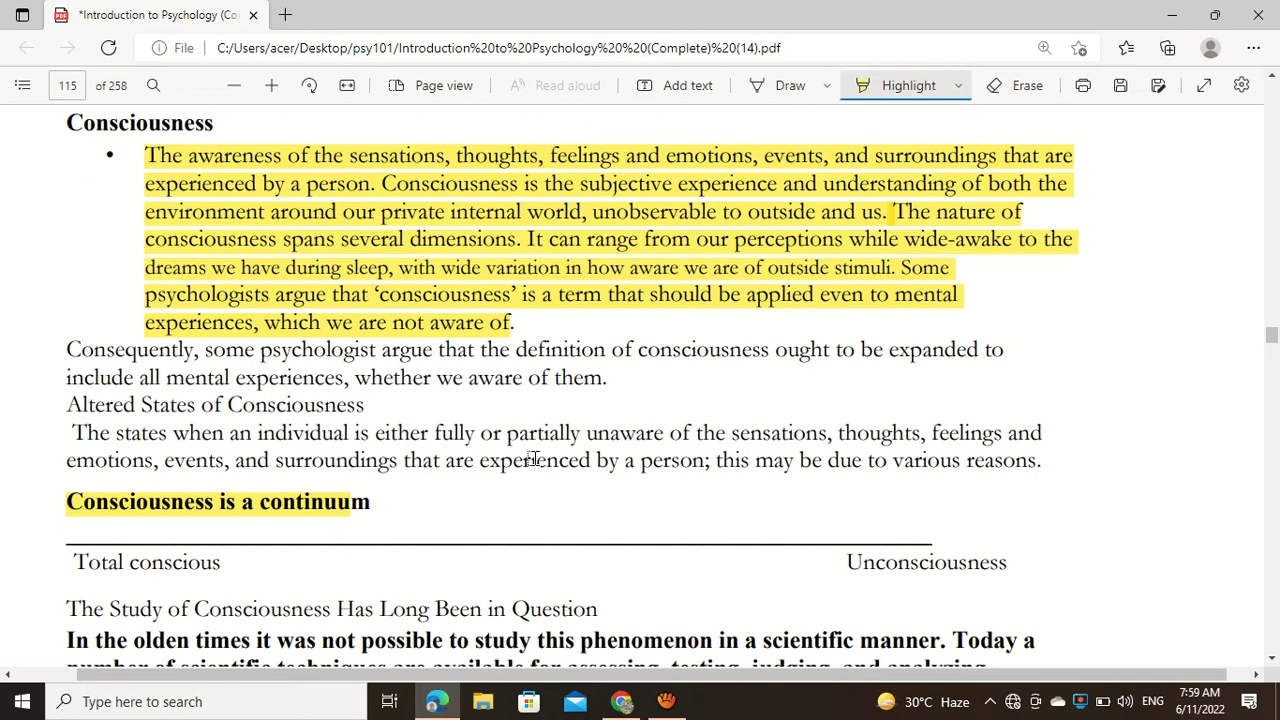 *Introduction to Psychology (Co
File
C:/Users/acer/Desktop/psy101/Introduction%20to%20Psychology%20%20(Complete)%20(14).pdf
115 of 258
Page view
Read aloud
Add text
Draw
Highlight
Erase
Consciousness
• The awareness of the sensations, thoughts, feelings and emotions, events, and surroundings that are
experienced by a person. Consciousness is the subjective experience and understanding of both the
environment around our private internal world, unobservable to outside and us. The nature of
consciousness spans several dimensions. It can range from our perceptions while wide-awake to the
dreams we have during sleep, with wide variation in how aware we are of outside stimuli. Some
psychologists argue that ‘consciousness’ is a term that should be applied even to mental
experiences, which we are not aware of.
Consequently, some psychologist argue that the definition of consciousness ought to be expanded to
include all mental experiences, whether we aware of them.
Altered States of Consciousness
The states when an individual is either fully or partially unaware of the sensations, thoughts, feelings and
emotions, events, and surroundings that are experienced by a person; this may be due to various reasons.
Consciousness is a continuum
Total conscious Unconsciousness
The Study of Consciousness Has Long Been in Question
In the olden times it was not possible to study this phenomenon in a scientific manner. Today a
number of scientific techniques are available for assessing, testing, judging, and analyzing
Type here to search
30°C Haze
ENG
7:59 AM
6/11/2022